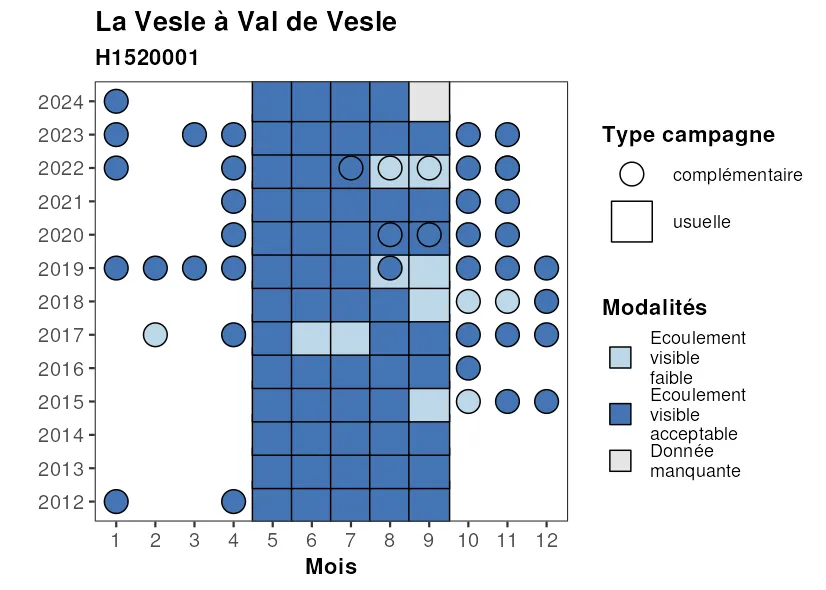 La Vesle à Val de Vesle
H1520001
2024
2023
2022
2021
2020
2019
2018
2017
2016
2015
2014
2013
2012
1 2 3 4 5 6 7 8 9 10 11 12
Mois
Type campagne
complémentaire
usuelle
Modalités
Ecoulement
visible
faible
Ecoulement
visible
acceptable
Donnée
manquante